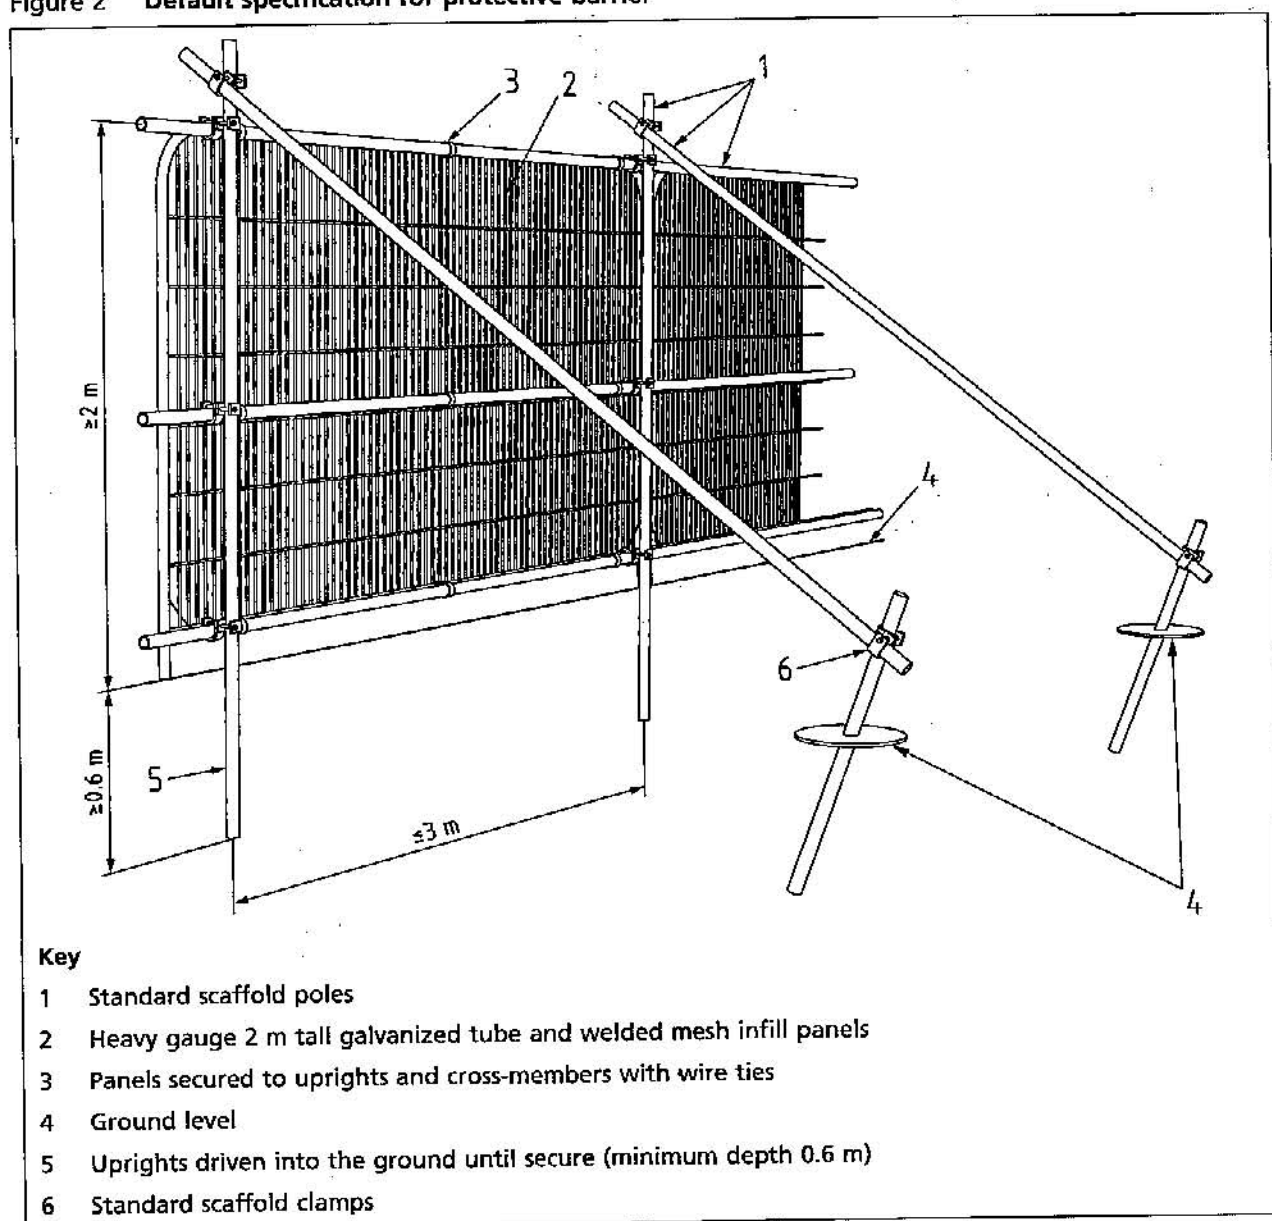 Figure 2 Default specification for protective barrier
3
2
1
≥2 m
4
6
5
≥0.6 m
≤3 m
4
Key
1 Standard scaffold poles
2 Heavy gauge 2 m tall galvanized tube and welded mesh infill panels
3 Panels secured to uprights and cross-members with wire ties
4 Ground level
5 Uprights driven into the ground until secure (minimum depth 0.6 m)
6 Standard scaffold clamps